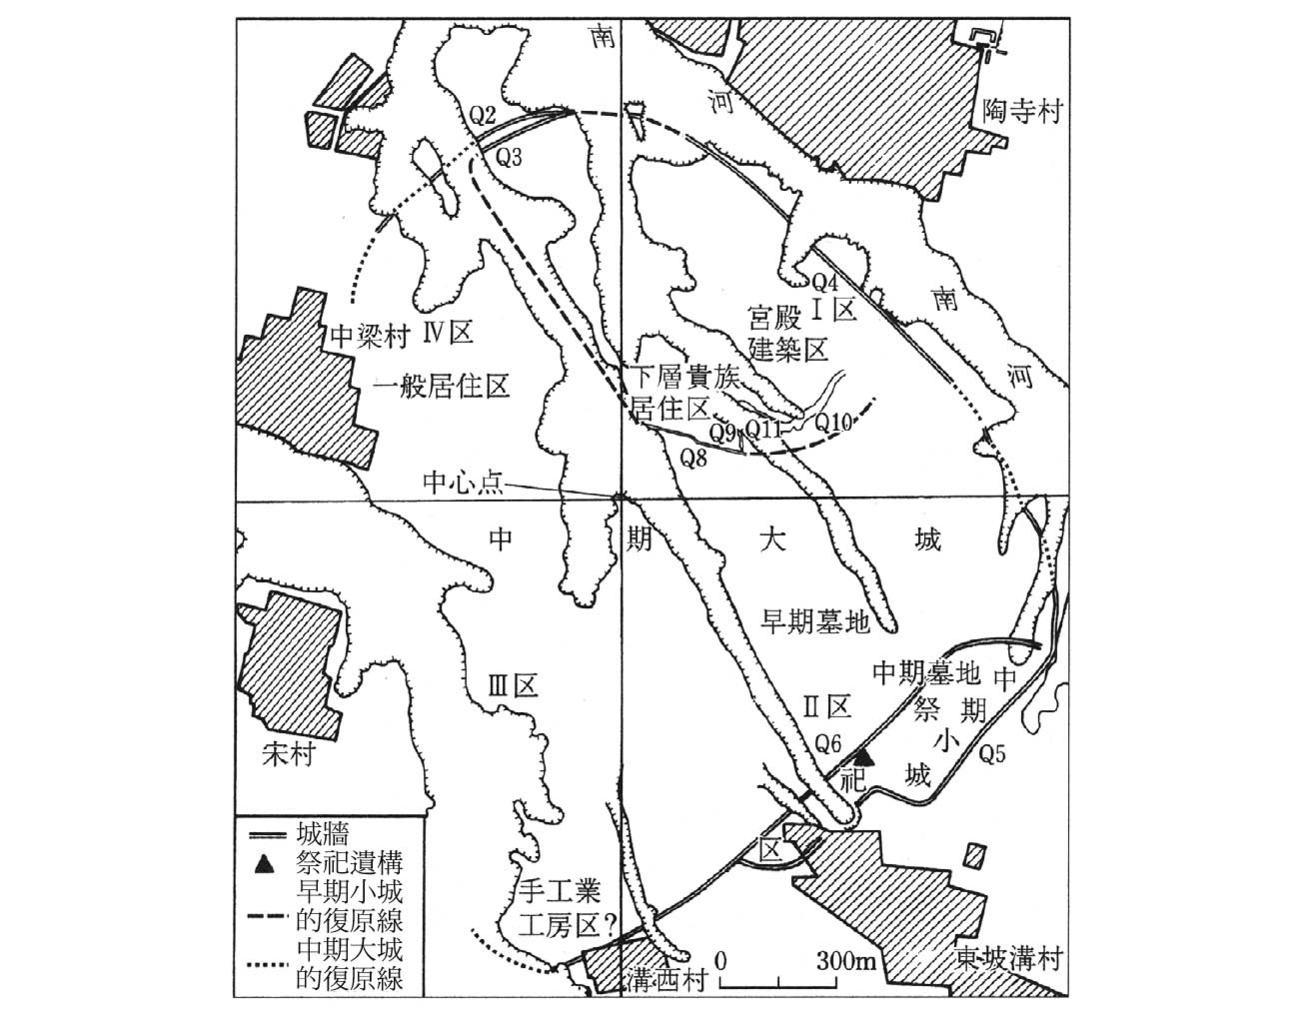 南
河
陶寺村
Q2
Q3
Q4
宮殿
建築区
Ⅰ区
南
河
中梁村
Ⅳ区
一般居住区
下層貴族
居住区
Q9
Q11
Q10
Q8
中心点
中期大城
早期墓地
中期墓地
中期小城
祭祀区
Ⅲ区
Ⅱ区
Q6
Q5
宋村
手工業
工房区?
溝西村
東坡溝村
0 300m
城牆
祭祀遺構
早期小城
的復原線
中期大城
的復原線